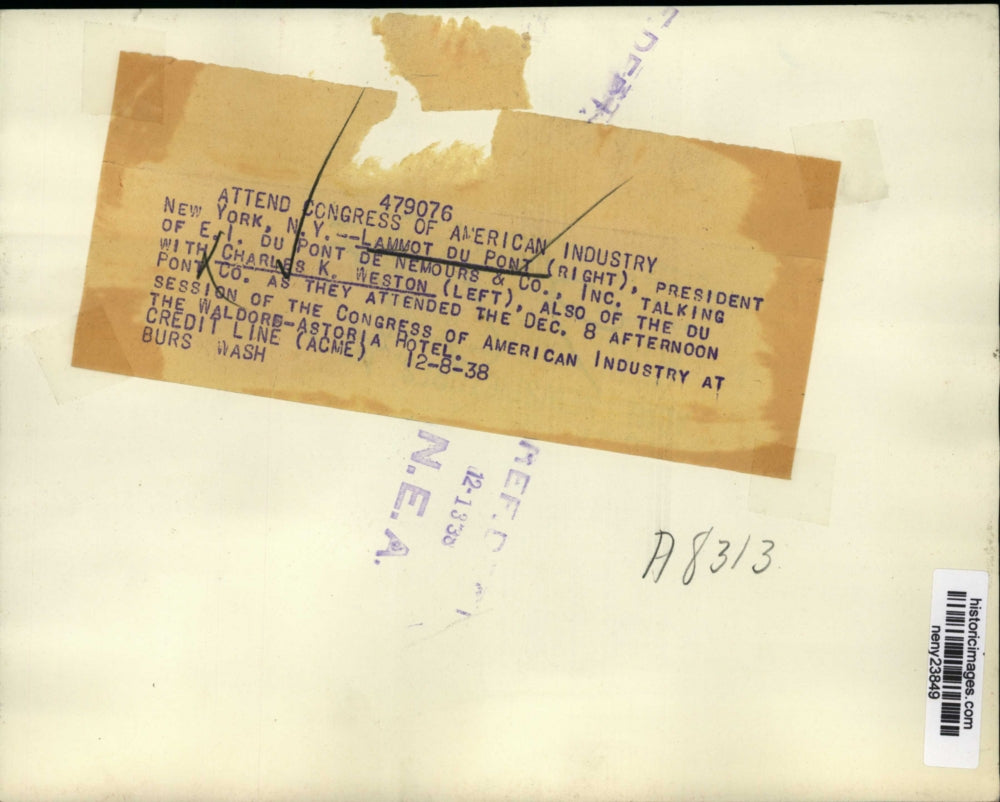 479076
ATTEND CONGRESS OF AMERICAN INDUSTRY
NEW YORK, N.Y.--LAMMOT DU PONT (RIGHT), PRESIDENT
OF E.I. DU PONT DE NEMOURS & CO., INC. TALKING
WITH CHARLES K. WESTON (LEFT), ALSO OF THE DU
PONT CO. AS THEY ATTENDED THE DEC. 8 AFTERNOON
SESSION OF THE CONGRESS OF AMERICAN INDUSTRY AT
THE WALDORF-ASTORIA HOTEL.
CREDIT LINE (ACME) 12-8-38
BURS WASH
12-13'38
N.E.A.
A8313
historicimages.com
neny23849